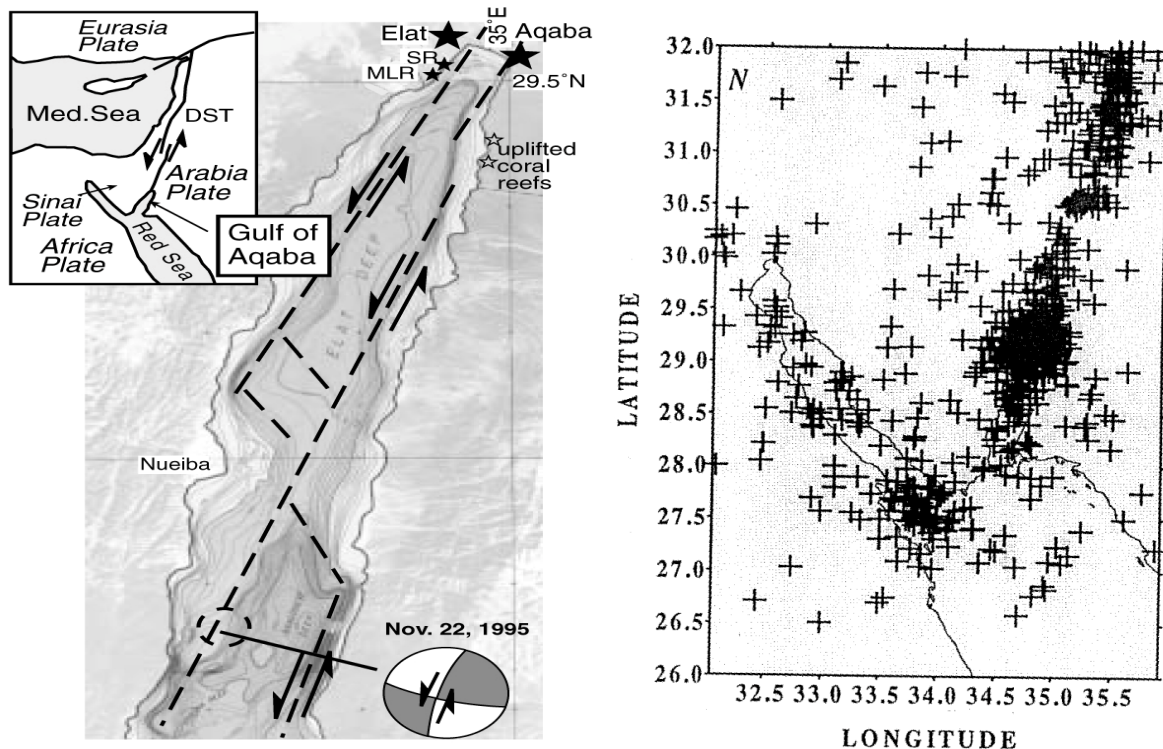 Eurasia
Plate
Med.Sea
DST
Arabia
Plate
Sinai
Plate
Africa
Plate
Red Sea
Gulf of
Aqaba
Elat
35°E
Aqaba
SR
MLR
29.5°N
uplifted
coral
reefs
ELAT DEEP
Nueiba
DEEP
Nov. 22, 1995
N
32.0
31.5
31.0
30.5
30.0
29.5
29.0
28.5
28.0
27.5
27.0
26.5
26.0
LATITUDE
32.5 33.0 33.5 34.0 34.5 35.0 35.5
LONGITUDE